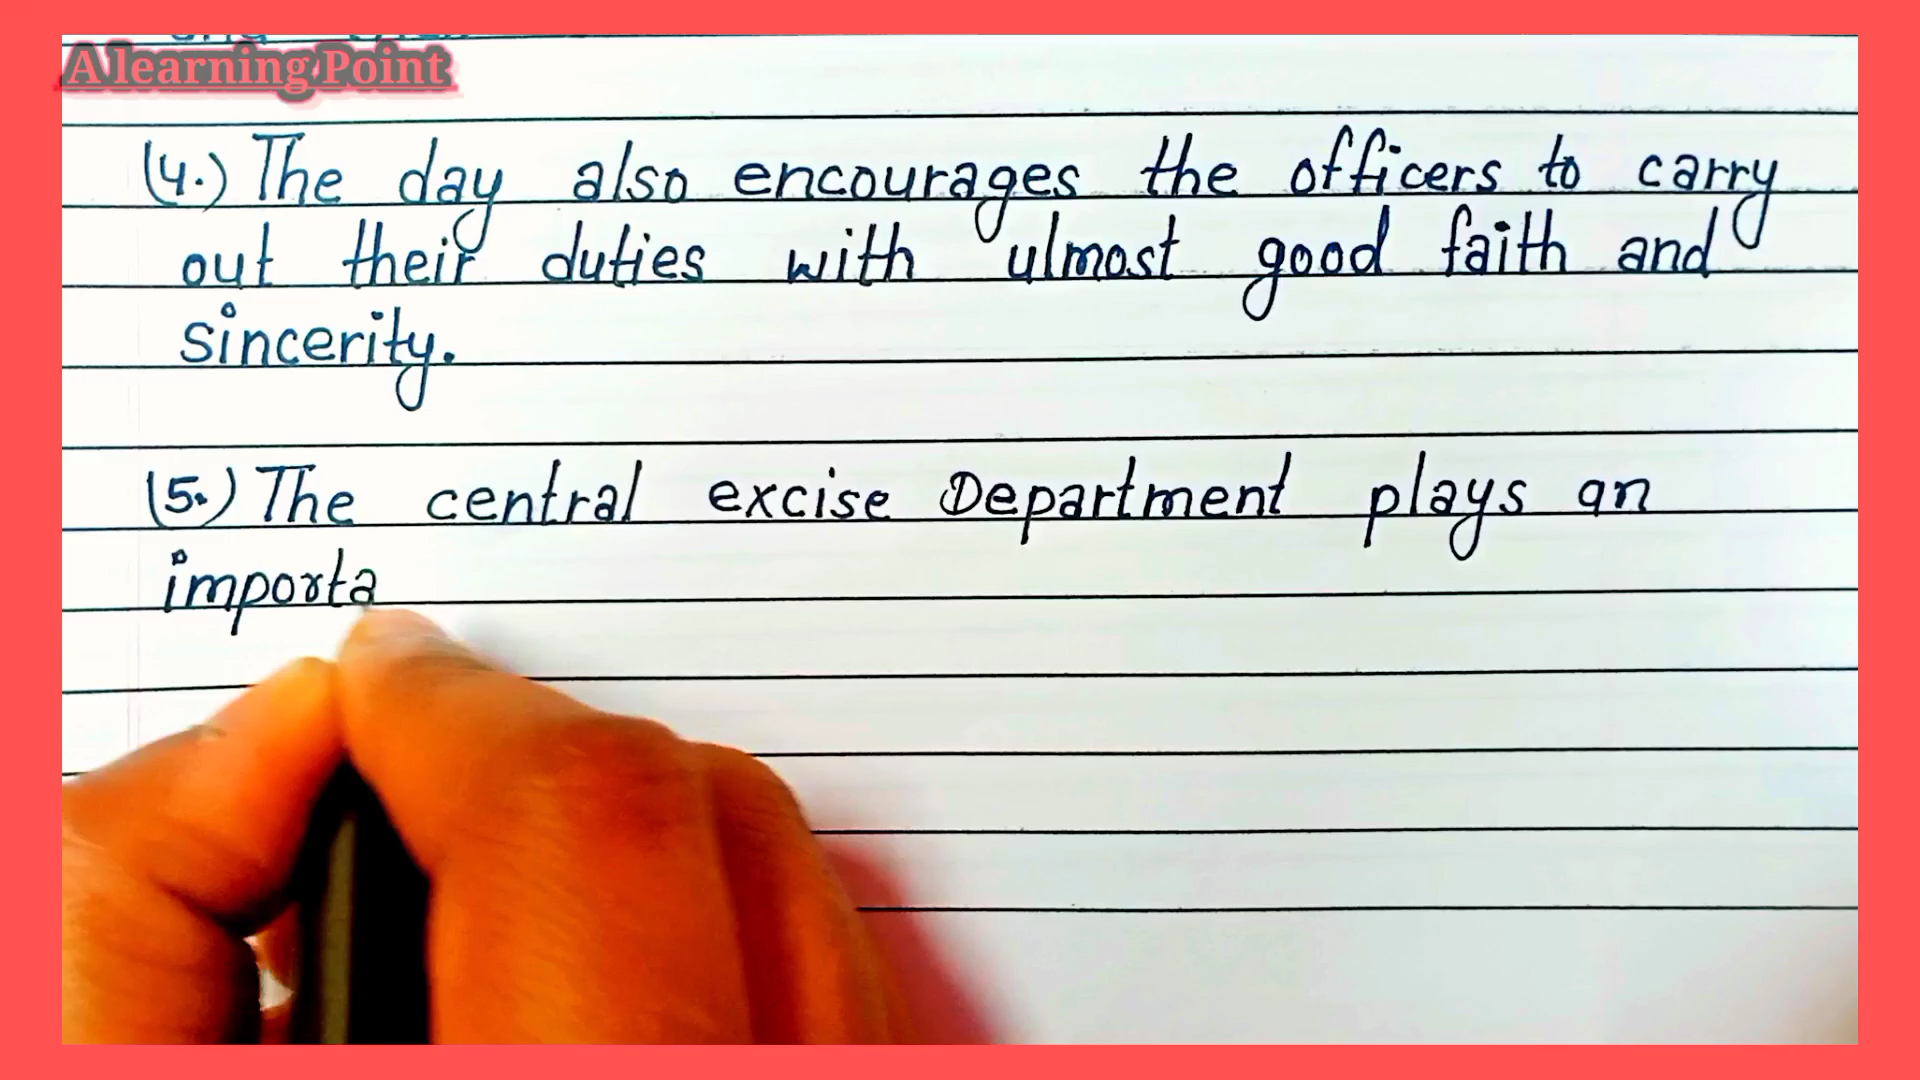 A learning Point
(4.) The day also encourages the officers to carry
out their duties with ulmost good faith and
sincerity.
(5.) The central excise Department plays an
importa